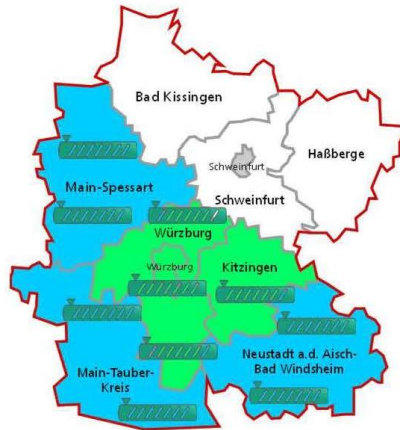 Bad Kissingen
Haßberge
Schweinfurt
Main-Spessart
Schweinfurt
Würzburg
Würzburg
Kitzingen
Neustadt a.d. Aisch-
Bad Windsheim
Main-Tauber-
Kreis